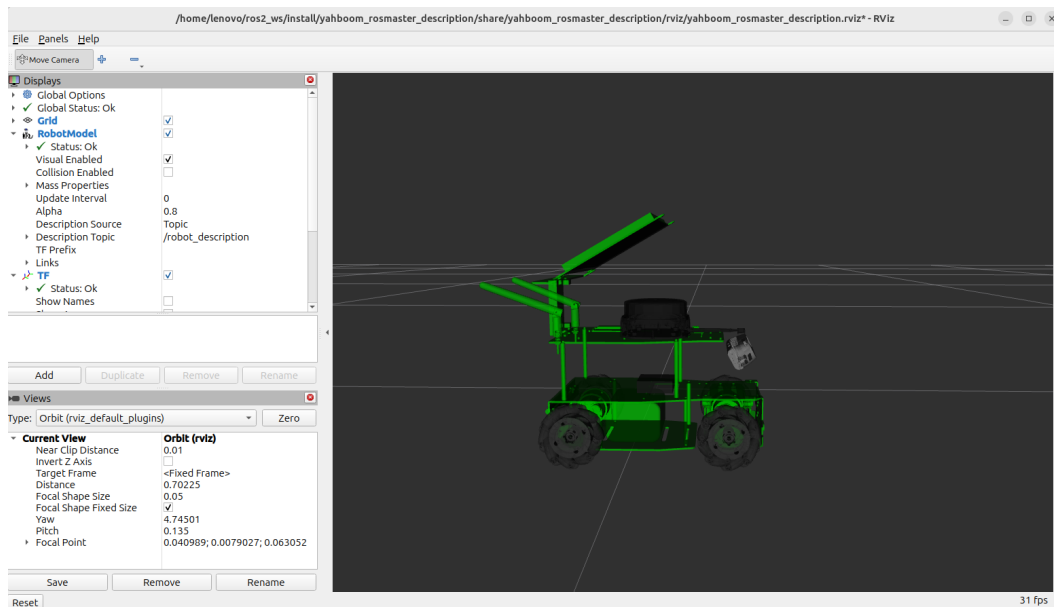 /home/lenovo/ros2_ws/install/yahboom_rosmaster_description/share/yahboom_rosmaster_description/rviz/yahboom_rosmaster_description.rviz* - RViz
File Panels Help
Move Camera
Displays
Global Options
Global Status: Ok
Grid
RobotModel
Status: Ok
Visual Enabled
Collision Enabled
Mass Properties
Update Interval 0
Alpha 0.8
Description Source Topic
Description Topic /robot_description
TF Prefix
Links
TF
Status: Ok
Show Names
Add Duplicate Remove Rename
Views
Type: Orbit (rviz_default_plugins) Zero
Current View Orbit (rviz)
Near Clip Distance 0.01
Invert Z Axis
Target Frame <Fixed Frame>
Distance 0.70225
Focal Shape Size 0.05
Focal Shape Fixed Size
Yaw 4.74501
Pitch 0.135
Focal Point 0.040989; 0.0079027; 0.063052
Save Remove Rename
Reset 31 fps